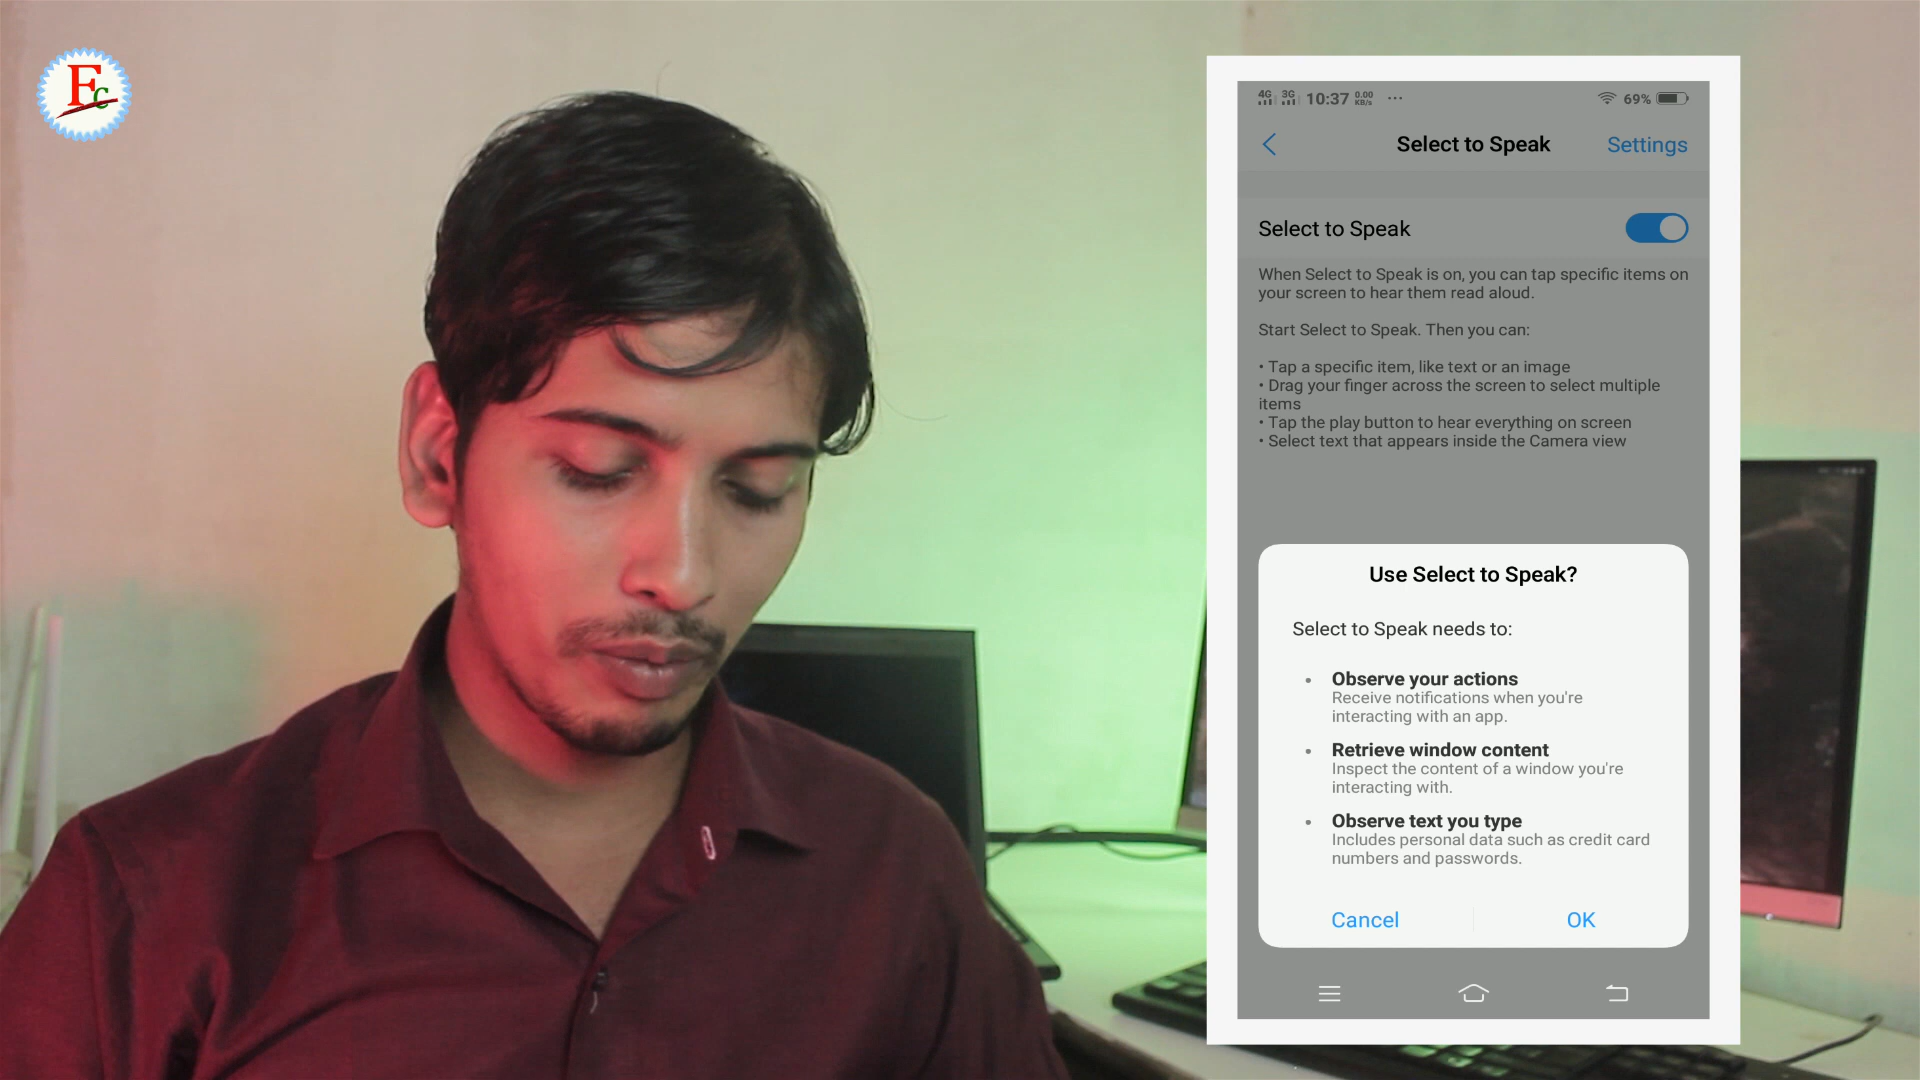 Fc
4G 3G 10:37 0.00 KB/s ... 69%
Select to Speak Settings
Select to Speak
When Select to Speak is on, you can tap specific items on
your screen to hear them read aloud.
Start Select to Speak. Then you can:
• Tap a specific item, like text or an image
• Drag your finger across the screen to select multiple
items
• Tap the play button to hear everything on screen
• Select text that appears inside the Camera view
Use Select to Speak?
Select to Speak needs to:
• Observe your actions
Receive notifications when you're
interacting with an app.
• Retrieve window content
Inspect the content of a window you're
interacting with.
• Observe text you type
Includes personal data such as credit card
numbers and passwords.
Cancel OK